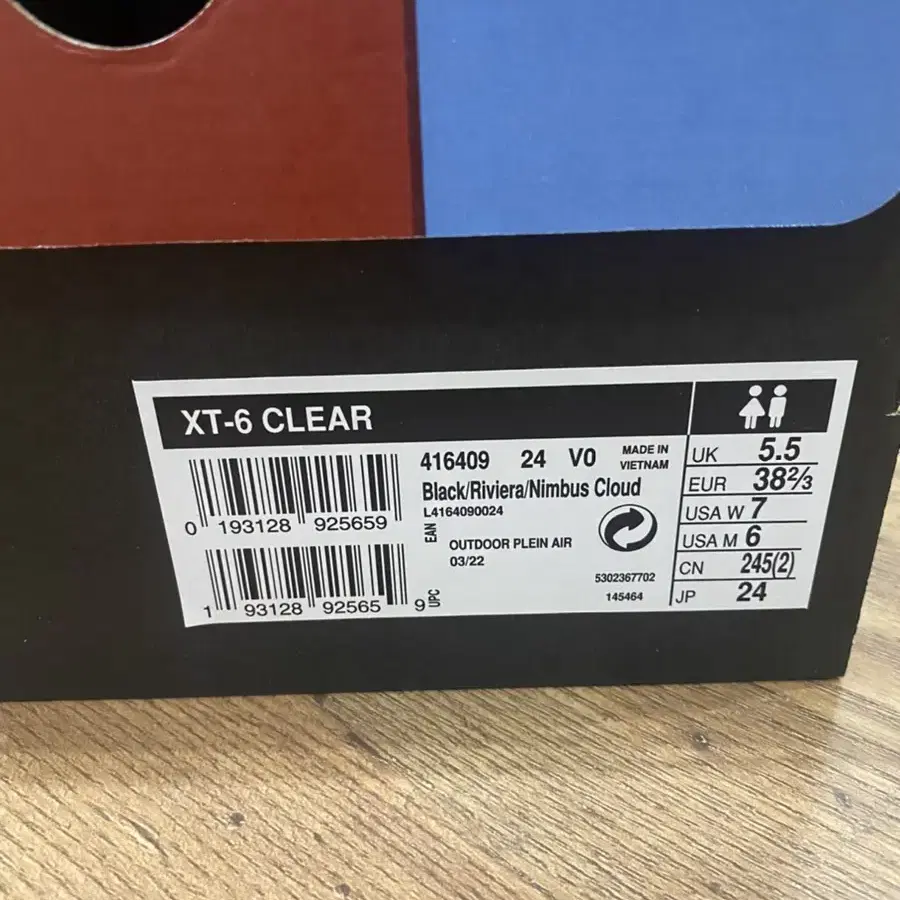 XT-6 CLEAR
0 193128 925659
EAN
1 93128 92565 9
UPC
416409 24 V0
MADE IN
VIETNAM
Black/Riviera/Nimbus Cloud
L4164090024
OUTDOOR PLEIN AIR
03/22
5302367702
145464
UK 5.5
EUR 38⅔
USA W 7
USA M 6
CN 245(2)
JP 24